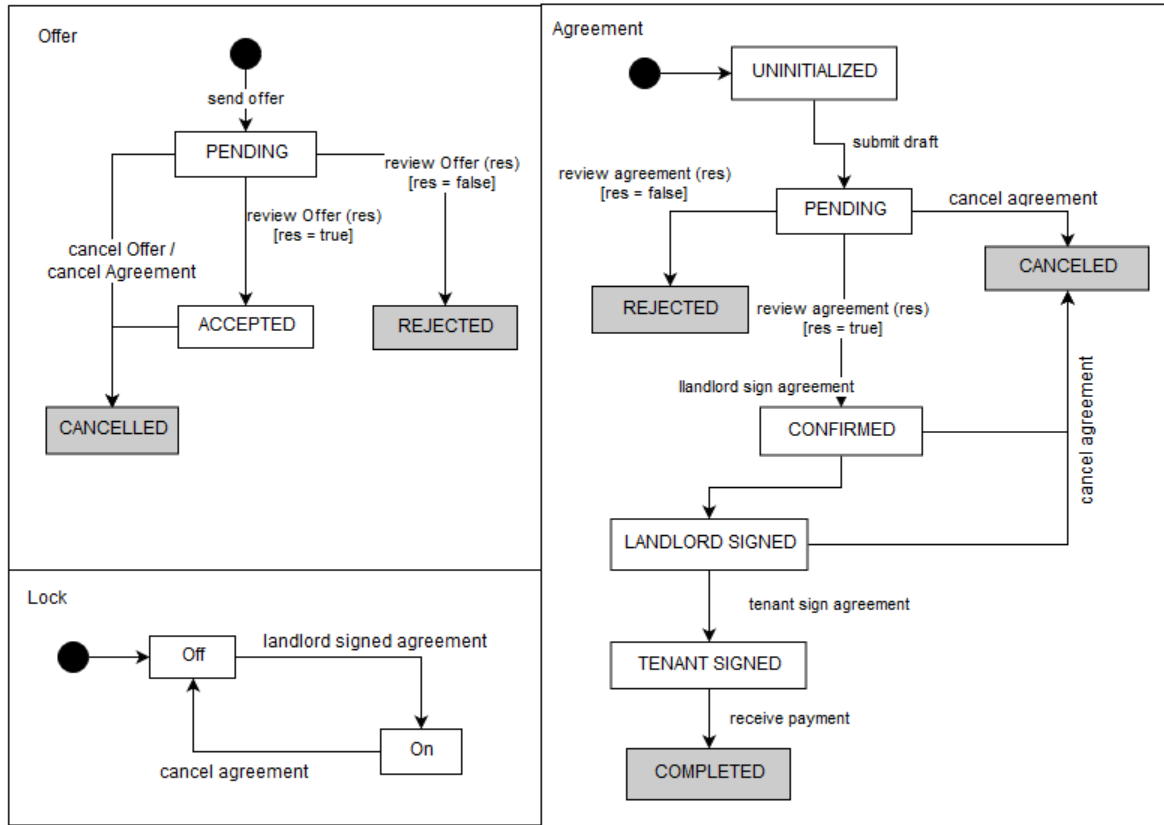 Offer
send offer
PENDING
review Offer (res)
[res = false]
review Offer (res)
[res = true]
cancel Offer /
cancel Agreement
ACCEPTED
REJECTED
CANCELLED
Lock
Off
landlord signed agreement
On
cancel agreement
Agreement
UNINITIALIZED
submit draft
review agreement (res)
[res = false]
PENDING
cancel agreement
CANCELED
REJECTED
review agreement (res)
[res = true]
llandlord sign agreement
CONFIRMED
cancel agreement
LANDLORD SIGNED
tenant sign agreement
TENANT SIGNED
receive payment
COMPLETED